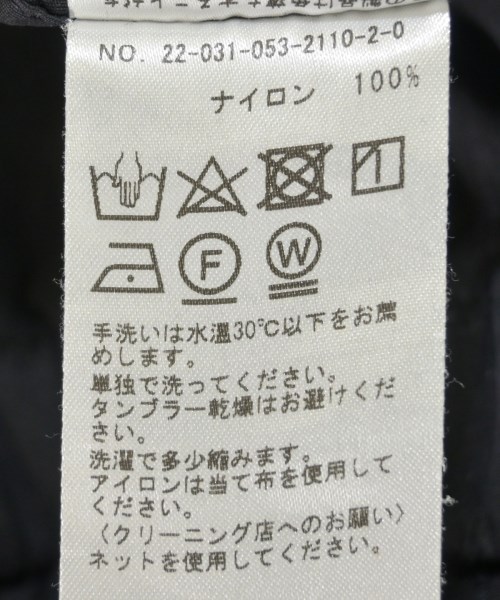 NO. 22-031-053-2110-2-0
ナイロン 100%
F
W
手洗いは水温30℃以下をお薦
めします。
単独で洗ってください。
タンブラー乾燥はお避けくだ
さい。
洗濯で多少縮みます。
アイロンは当て布を使用して
ください。
〈クリーニング店へのお願い〉
ネットを使用してください。